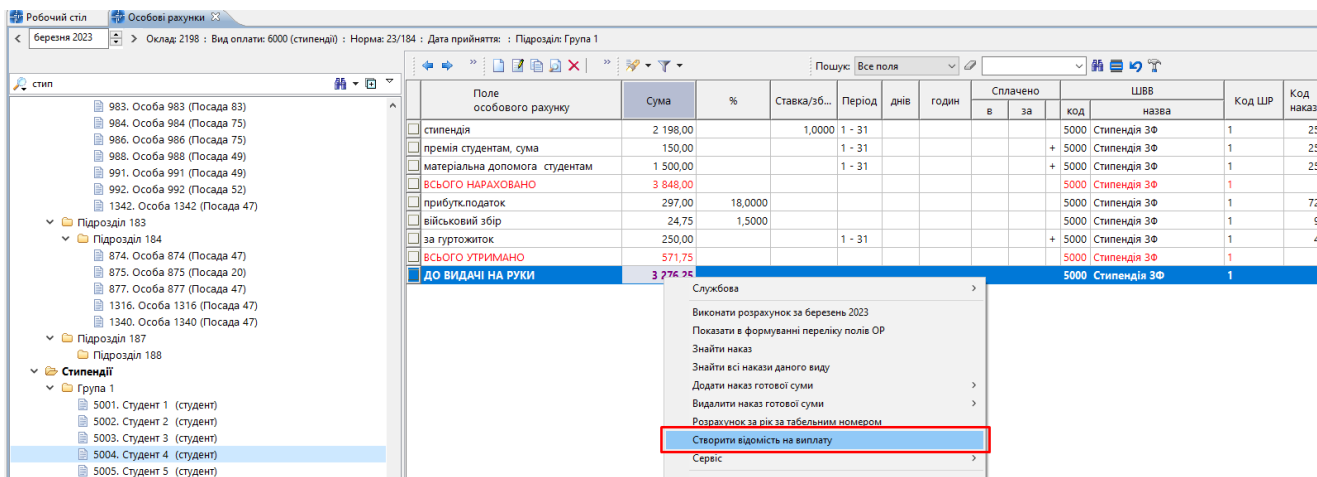 Робочий стіл Особові рахунки
березня 2023 Оклад: 2198 : Вид оплати: 6000 (стипендії) : Норма: 23/184 : Дата прийняття: : Підрозділ: Група 1
Пошук: Все поля
стип
983. Особа 983 (Посада 83)
984. Особа 984 (Посада 75)
986. Особа 986 (Посада 75)
988. Особа 988 (Посада 49)
991. Особа 991 (Посада 49)
992. Особа 992 (Посада 52)
1342. Особа 1342 (Посада 47)
Підрозділ 183
Підрозділ 184
874. Особа 874 (Посада 47)
875. Особа 875 (Посада 20)
877. Особа 877 (Посада 47)
1316. Особа 1316 (Посада 47)
1340. Особа 1340 (Посада 47)
Підрозділ 187
Підрозділ 188
Стипендії
Група 1
5001. Студент 1 (студент)
5002. Студент 2 (студент)
5003. Студент 3 (студент)
5004. Студент 4 (студент)
5005. Студент 5 (студент)
Поле особового рахунку Сума % Ставка/зб... Період днів годин Сплачено ШВВ Код ШР Код наказ
в за код назва
стипендія 2 198,00 1,0000 1 - 31 5000 Стипендія ЗФ 1 25
премія студентам, сума 150,00 1 - 31 + 5000 Стипендія ЗФ 1 25
матеріальна допомога студентам 1 500,00 1 - 31 + 5000 Стипендія ЗФ 1 25
ВСЬОГО НАРАХОВАНО 3 848,00 5000 Стипендія ЗФ 1
прибутк.податок 297,00 18,0000 5000 Стипендія ЗФ 1 72
військовий збір 24,75 1,5000 5000 Стипендія ЗФ 1 9
за гуртожиток 250,00 1 - 31 + 5000 Стипендія ЗФ 1 4
ВСЬОГО УТРИМАНО 571,75 5000 Стипендія ЗФ 1
ДО ВИДАЧІ НА РУКИ 3 276,25 5000 Стипендія ЗФ 1
Службова
Виконати розрахунок за березень 2023
Показати в формуванні переліку полів ОР
Знайти наказ
Знайти всі накази даного виду
Додати наказ готової суми
Видалити наказ готової суми
Розрахунок за рік за табельним номером
Створити відомість на виплату
Сервіс